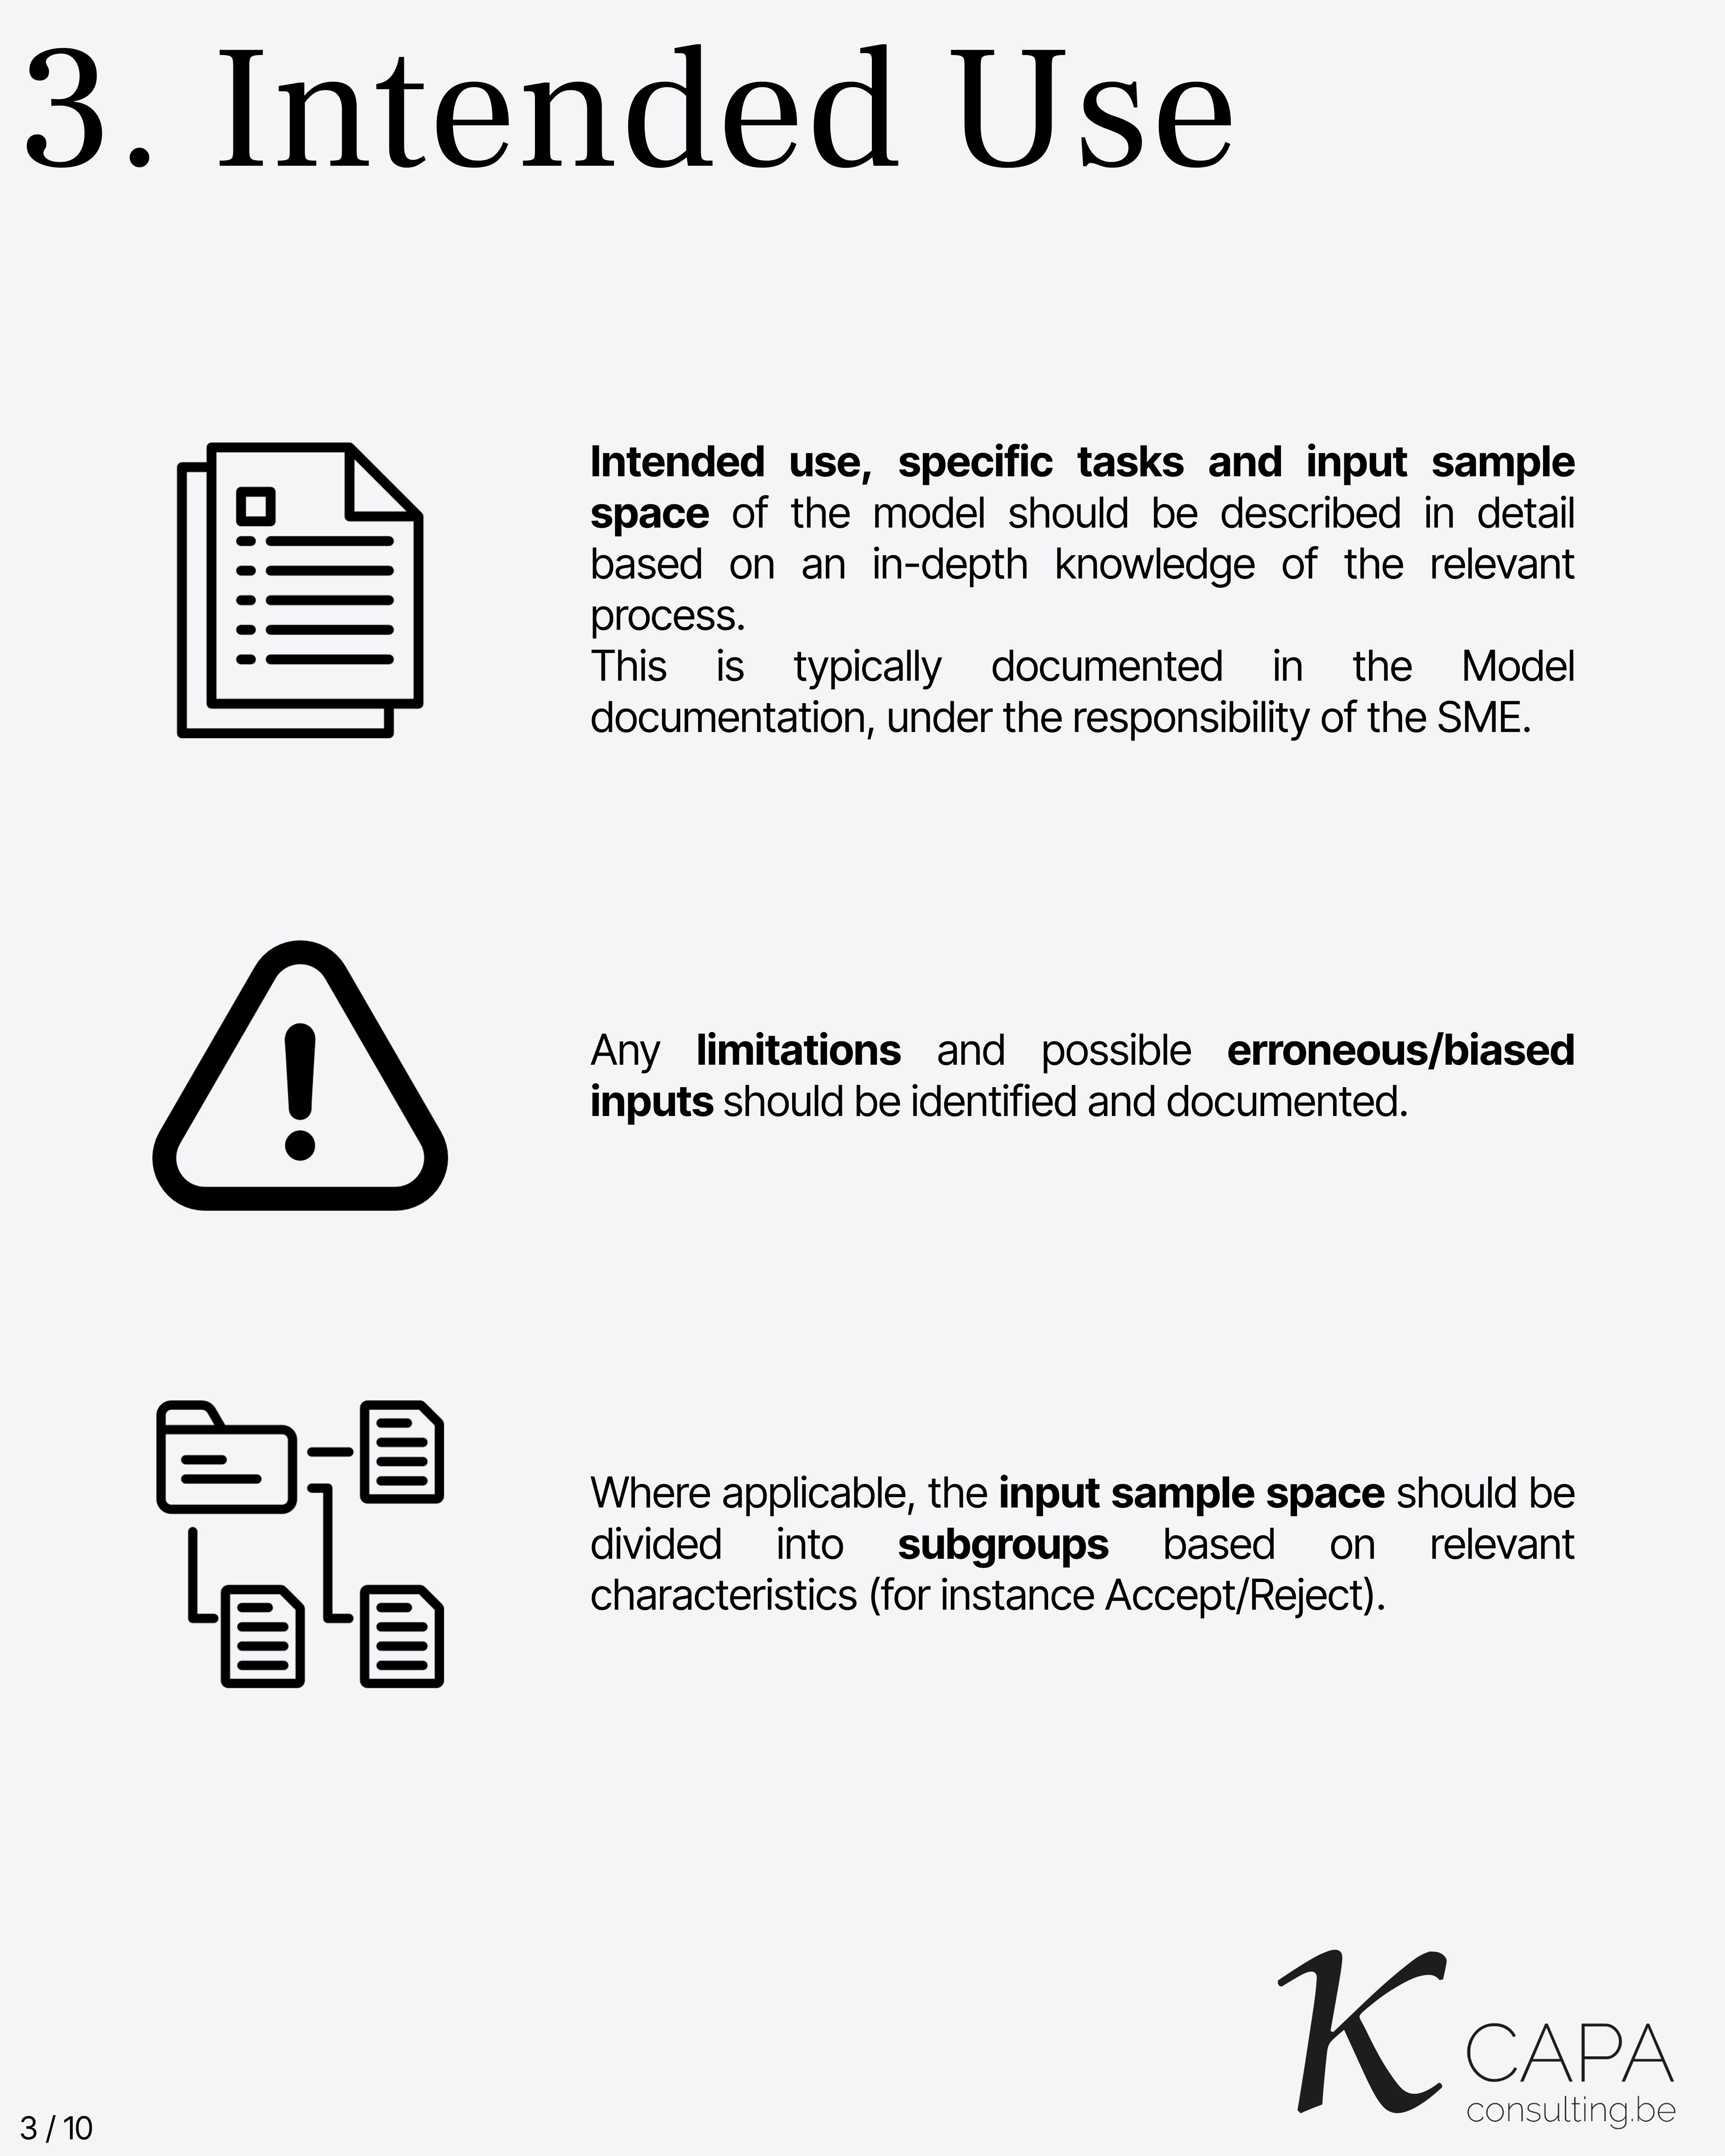 3. Intended Use
Intended use, specific tasks and input sample
space of the model should be described in detail
based on an in-depth knowledge of the relevant
process.
This is typically documented in the Model
documentation, under the responsibility of the SME.
Any limitations and possible erroneous/biased
inputs should be identified and documented.
Where applicable, the input sample space should be
divided into subgroups based on relevant
characteristics (for instance Accept/Reject).
K CAPA
consulting.be
3 / 10